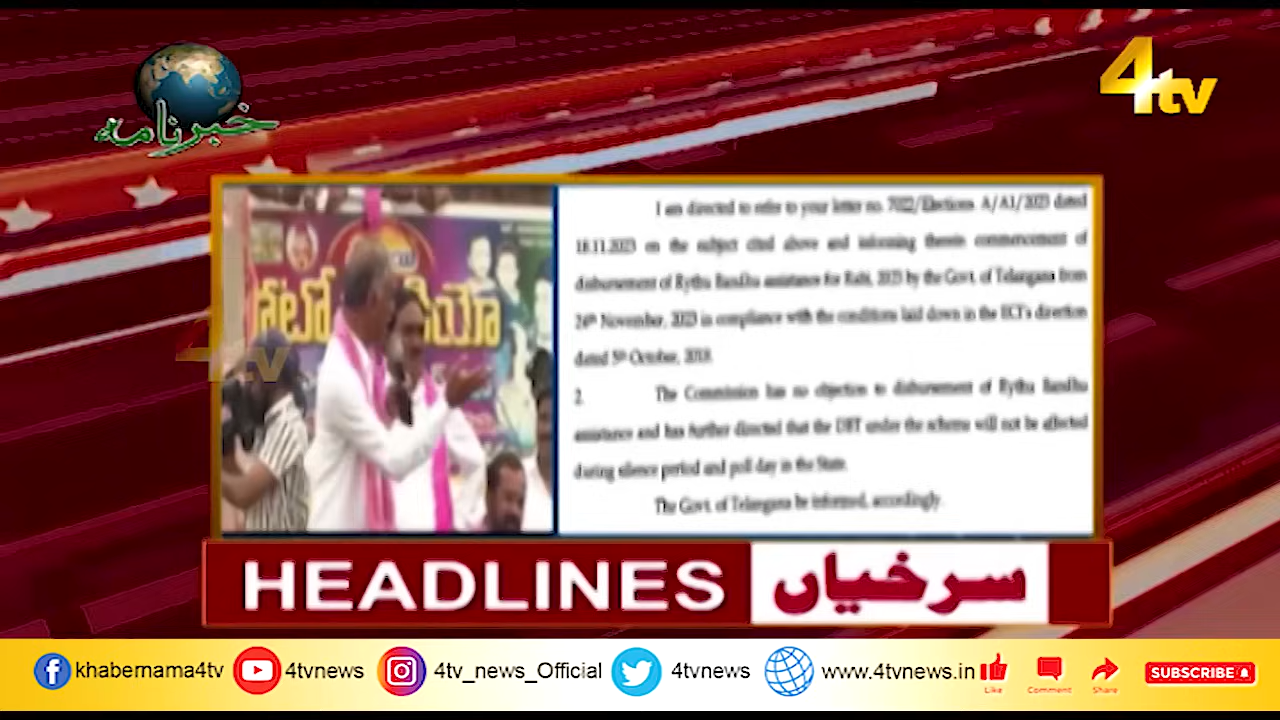 خبرنامہ
4tv
4tv
I am directed to refer to your letter no. 7022/Elections. A/A1/2023 dated
18.11.2023 on the subject cited above and informing therein commencement of
disbursement of Rythu Bandhu assistance for Rabi, 2023 by the Govt. of Telangana from
24th November, 2023 in compliance with the conditions laid down in the ECI's direction
dated 5th October, 2018.
2. The Commission has no objection to disbursement of Rythu Bandhu
assistance and has further directed that the DBT under the scheme will not be affected
during silence period and poll day in the State.
The Govt. of Telangana be informed, accordingly.
HEADLINES سرخیاں
khabernama4tv 4tvnews 4tv_news_Official 4tvnews www.4tvnews.in
Like Comment Share SUBSCRIBE